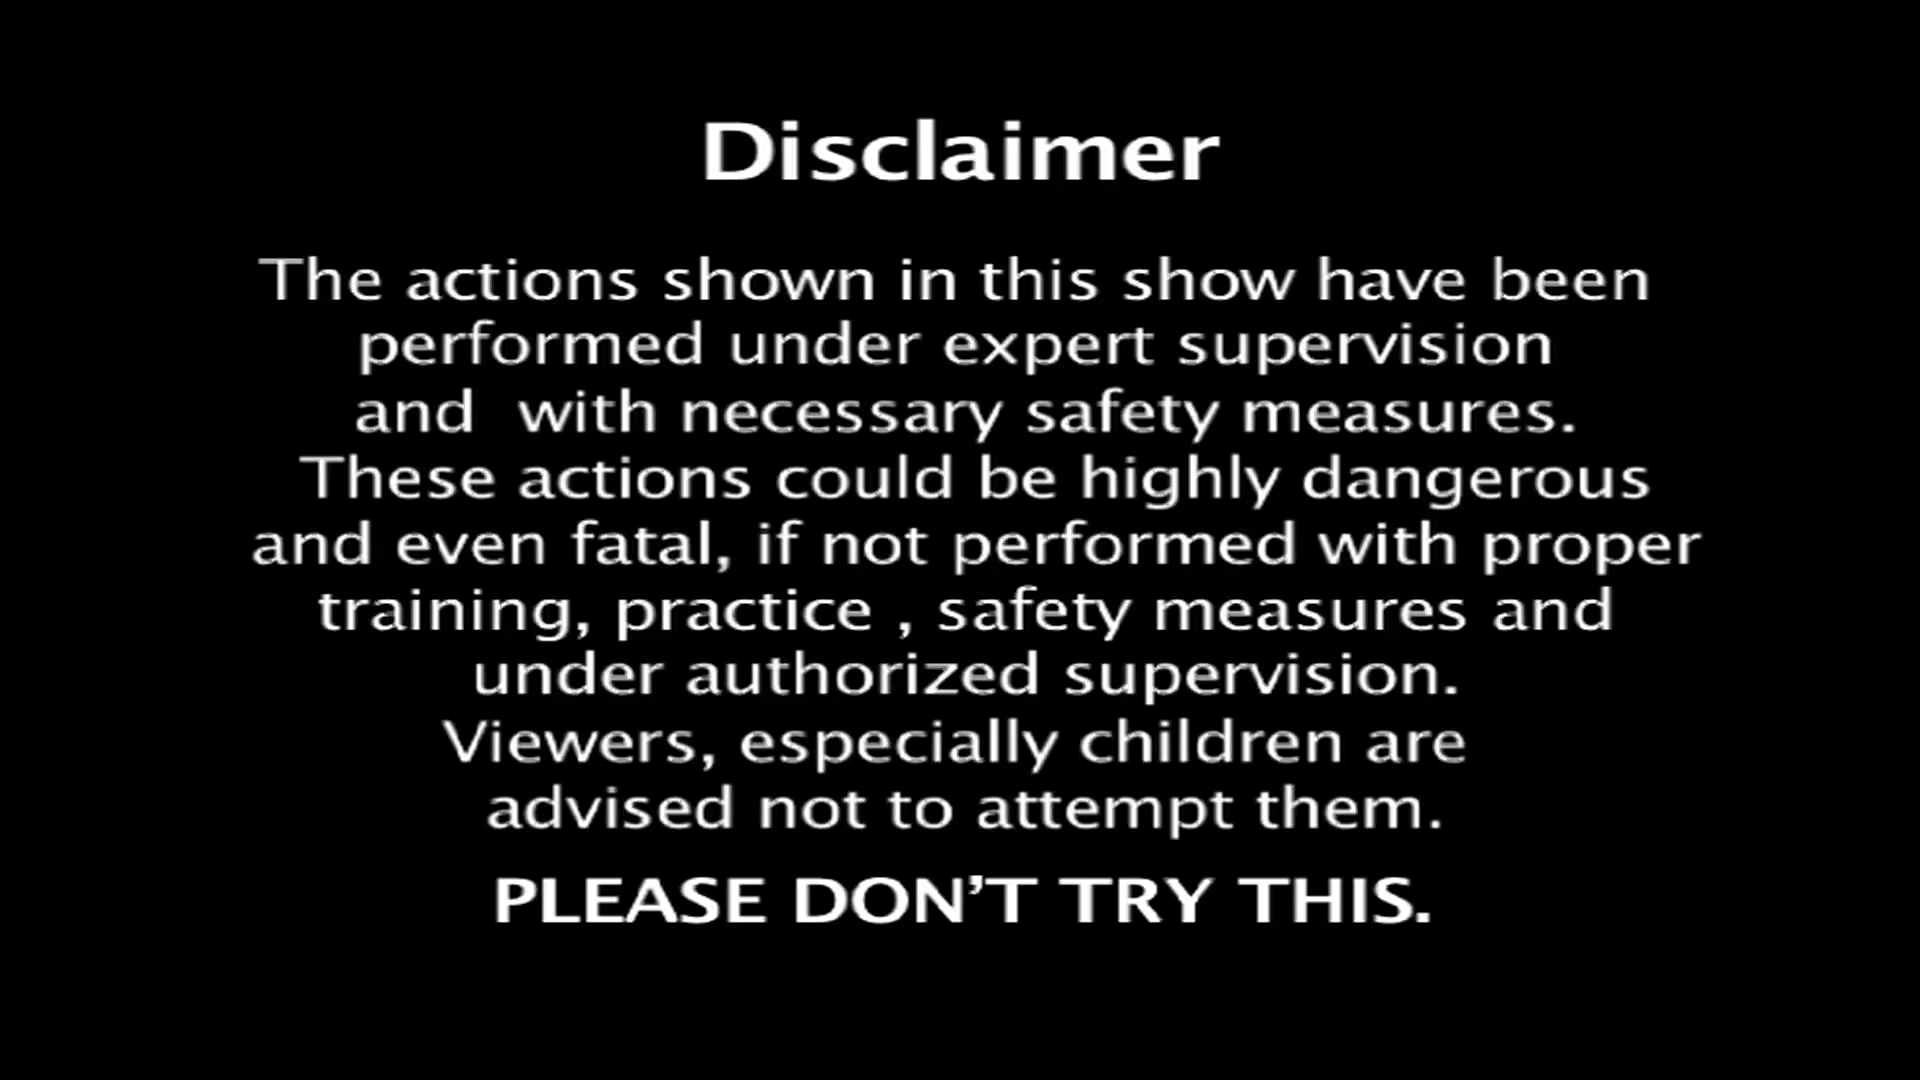 Disclaimer
The actions shown in this show have been
performed under expert supervision
and with necessary safety measures.
These actions could be highly dangerous
and even fatal, if not performed with proper
training, practice , safety measures and
under authorized supervision.
Viewers, especially children are
advised not to attempt them.
PLEASE DON’T TRY THIS.